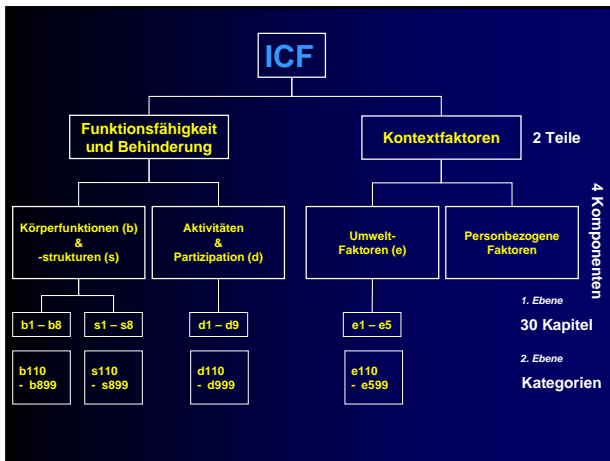 ICF
Funktionsfähigkeit
und Behinderung
Kontextfaktoren
2 Teile
Körperfunktionen (b)
&
-strukturen (s)
Aktivitäten
&
Partizipation (d)
Umwelt-
Faktoren (e)
Personbezogene
Faktoren
4 Komponenten
1. Ebene
b1 – b8
s1 – s8
d1 – d9
e1 – e5
30 Kapitel
2. Ebene
b110
- b899
s110
- s899
d110
- d999
e110
- e599
Kategorien